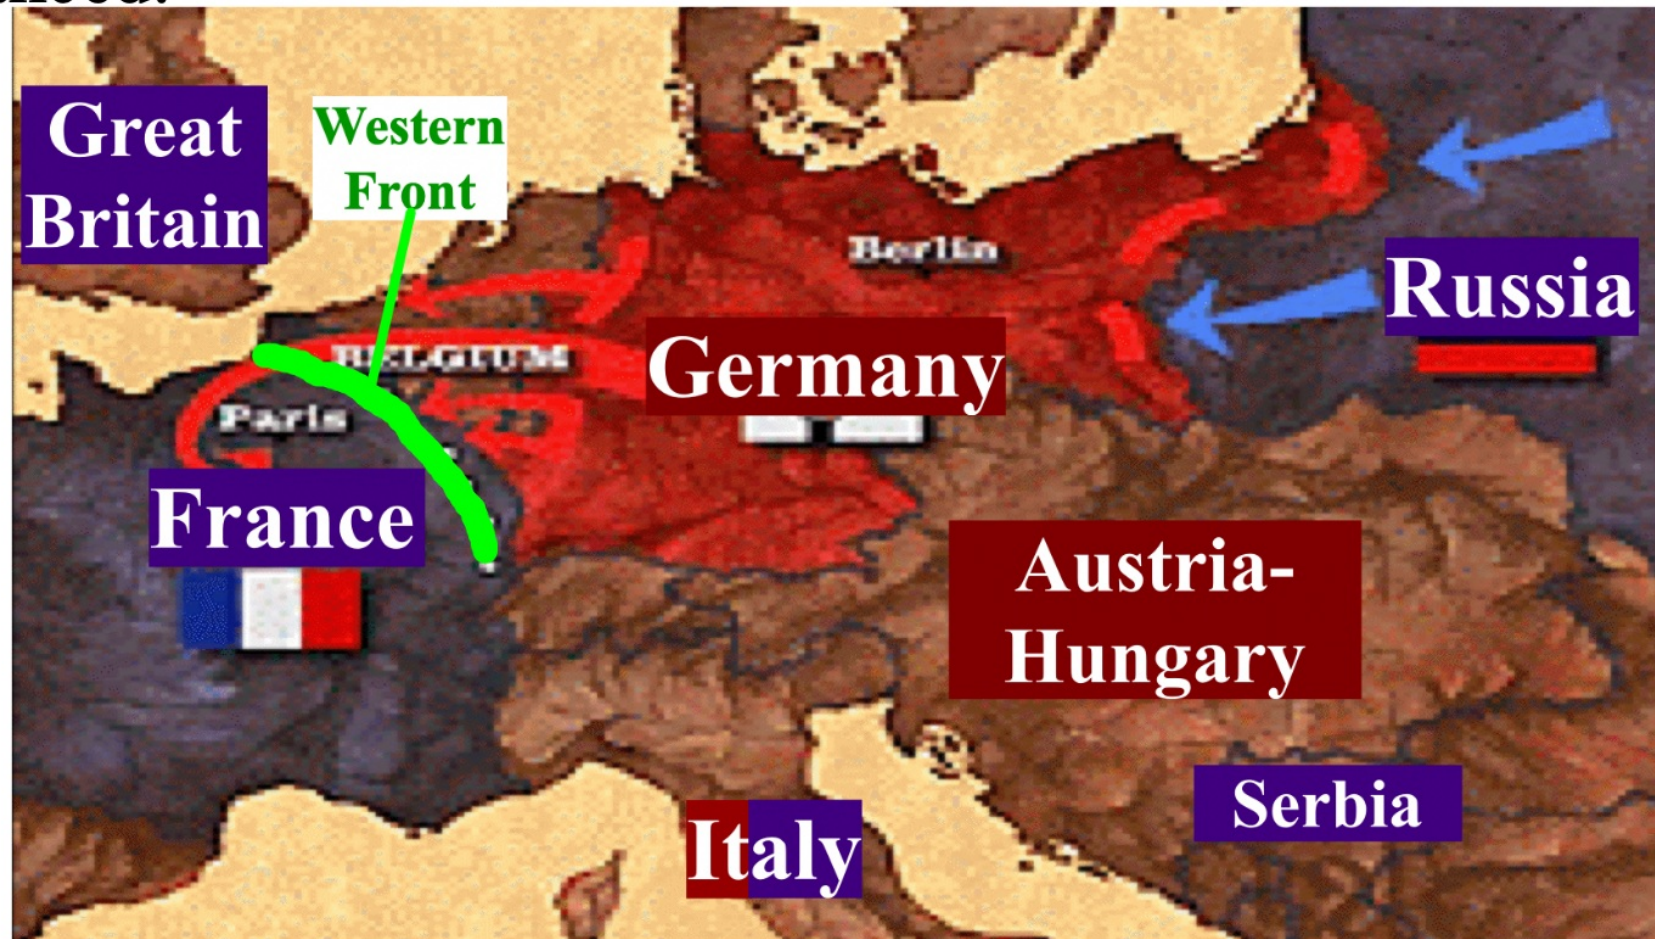 Great
Britain
Western
Front
Berlin
Russia
BELGIUM
Germany
Paris
France
Austria-
Hungary
Serbia
Italy